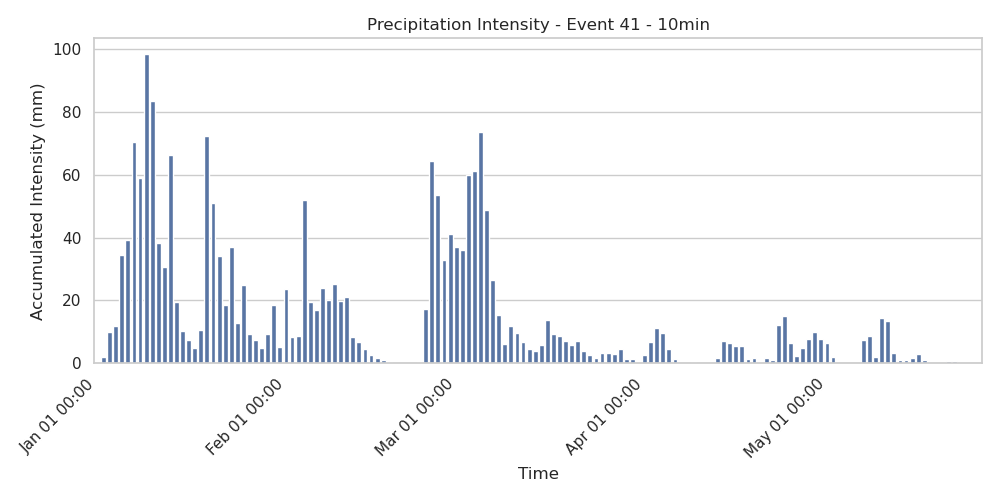 Precipitation Intensity - Event 41 - 10min
Accumulated Intensity (mm)
100
80
60
40
20
0
Jan 01 00:00
Feb 01 00:00
Mar 01 00:00
Apr 01 00:00
May 01 00:00
Time